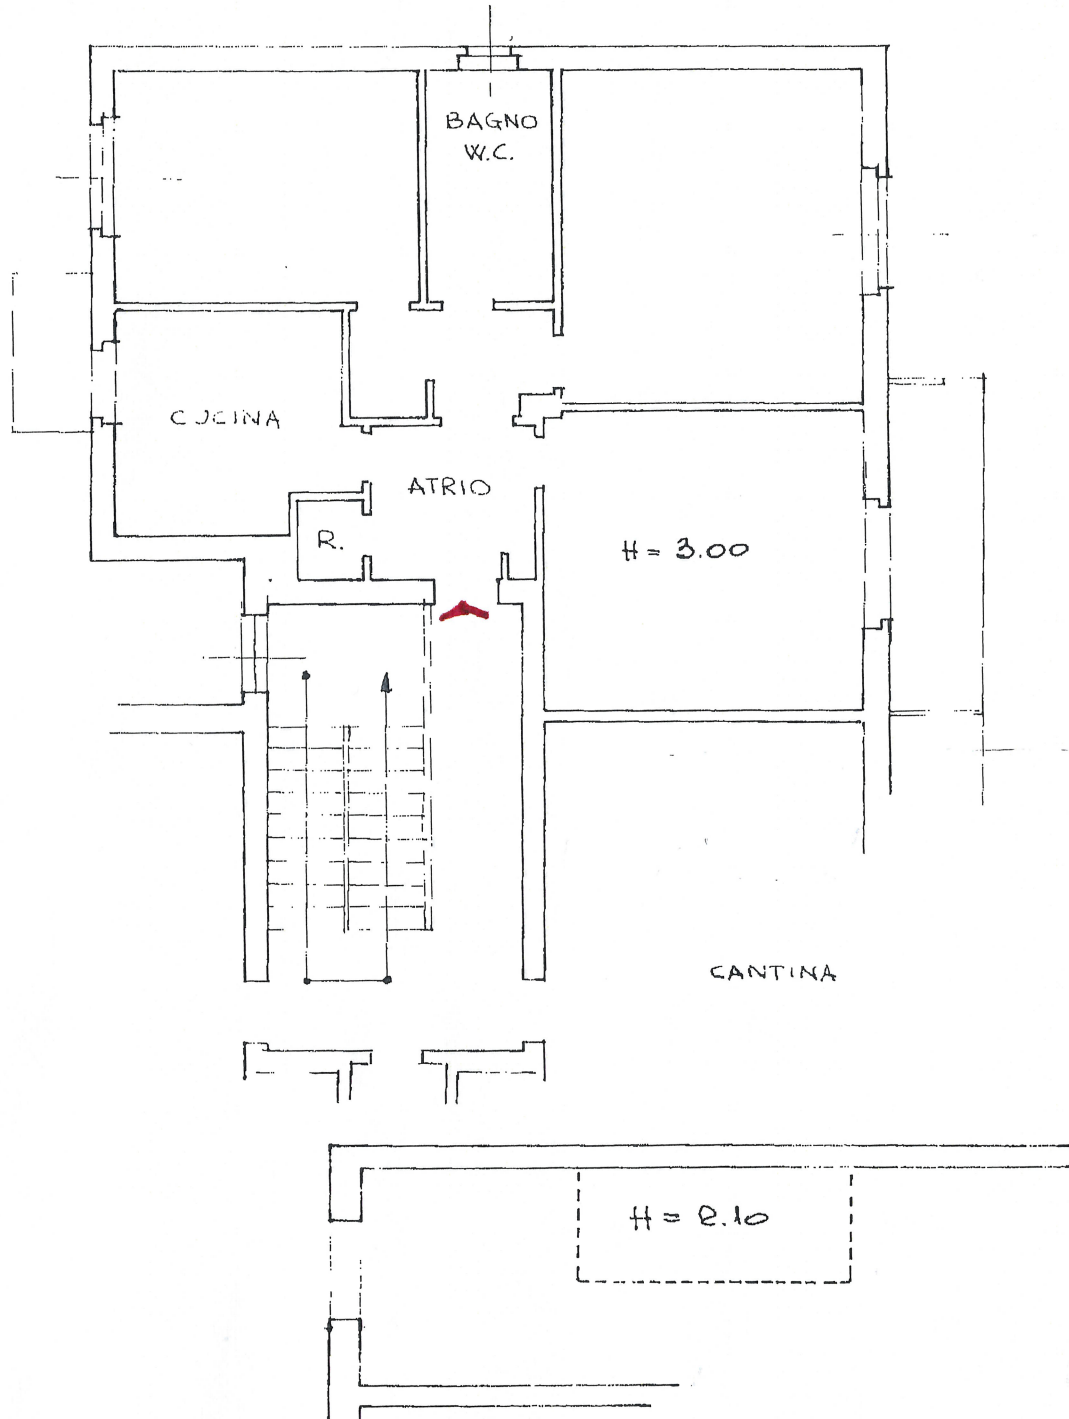 BAGNO
W.C.
CUCINA
ATRIO
R.
H = 3.00
CANTINA
H = 2.10